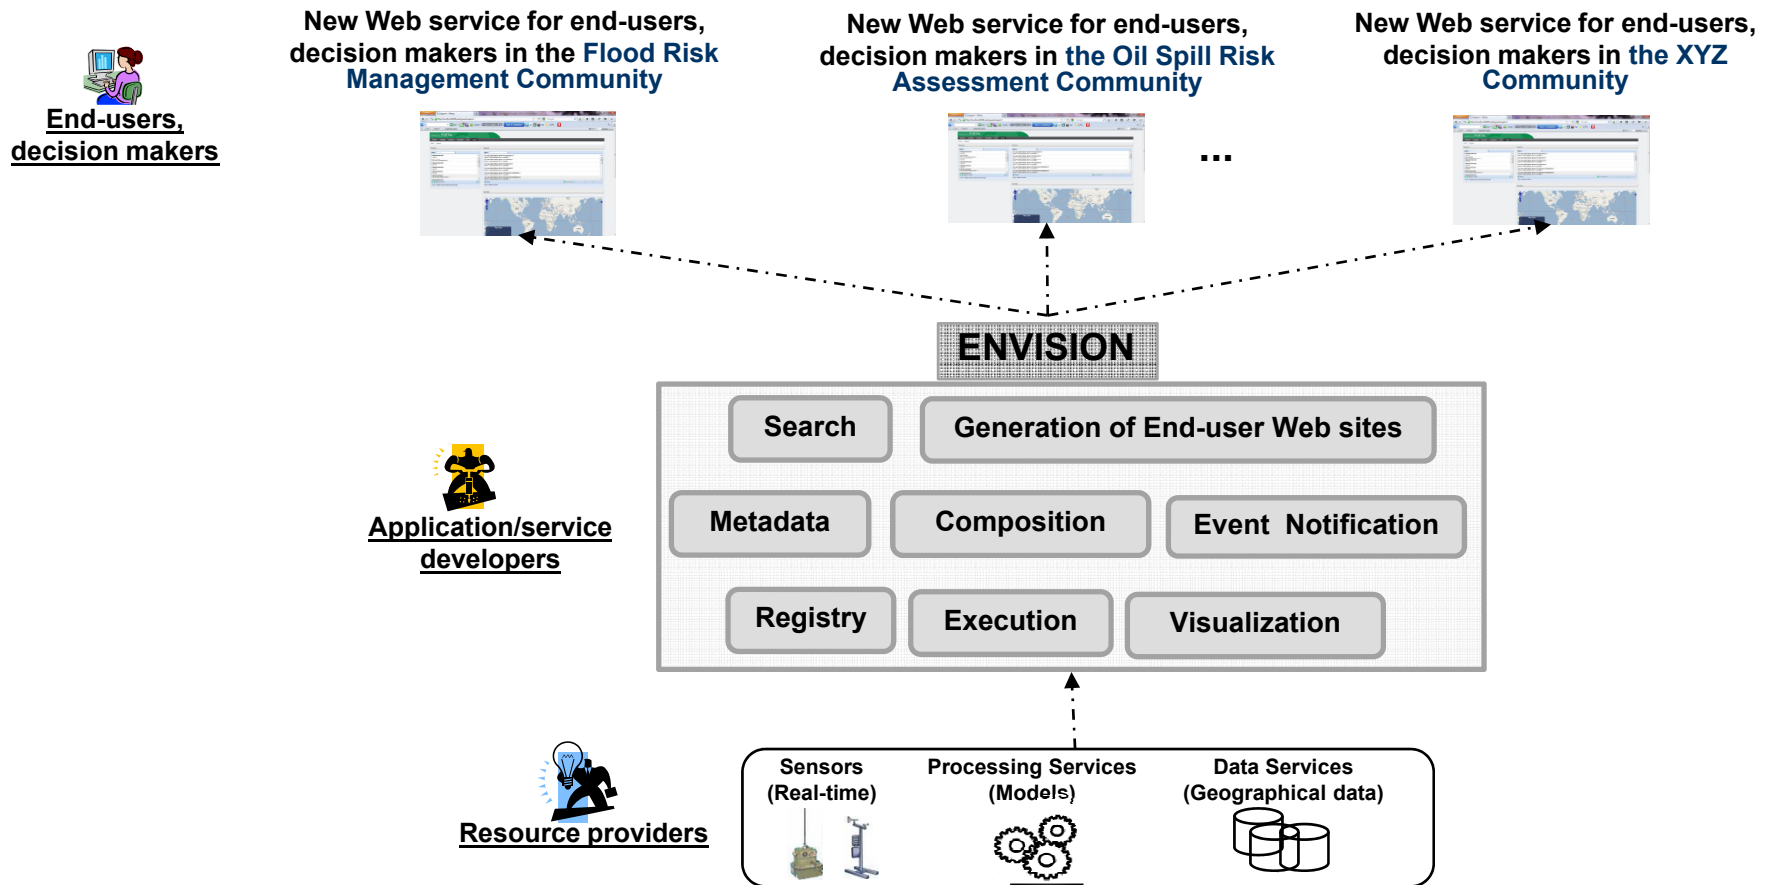 New Web service for end-users,
decision makers in the Flood Risk
Management Community
New Web service for end-users,
decision makers in the Oil Spill Risk
Assessment Community
New Web service for end-users,
decision makers in the XYZ
Community
End-users,
decision makers
...
ENVISION
Search
Generation of End-user Web sites
Metadata
Composition
Event Notification
Registry
Execution
Visualization
Application/service
developers
Sensors
(Real-time)
Processing Services
(Models)
Data Services
(Geographical data)
Resource providers